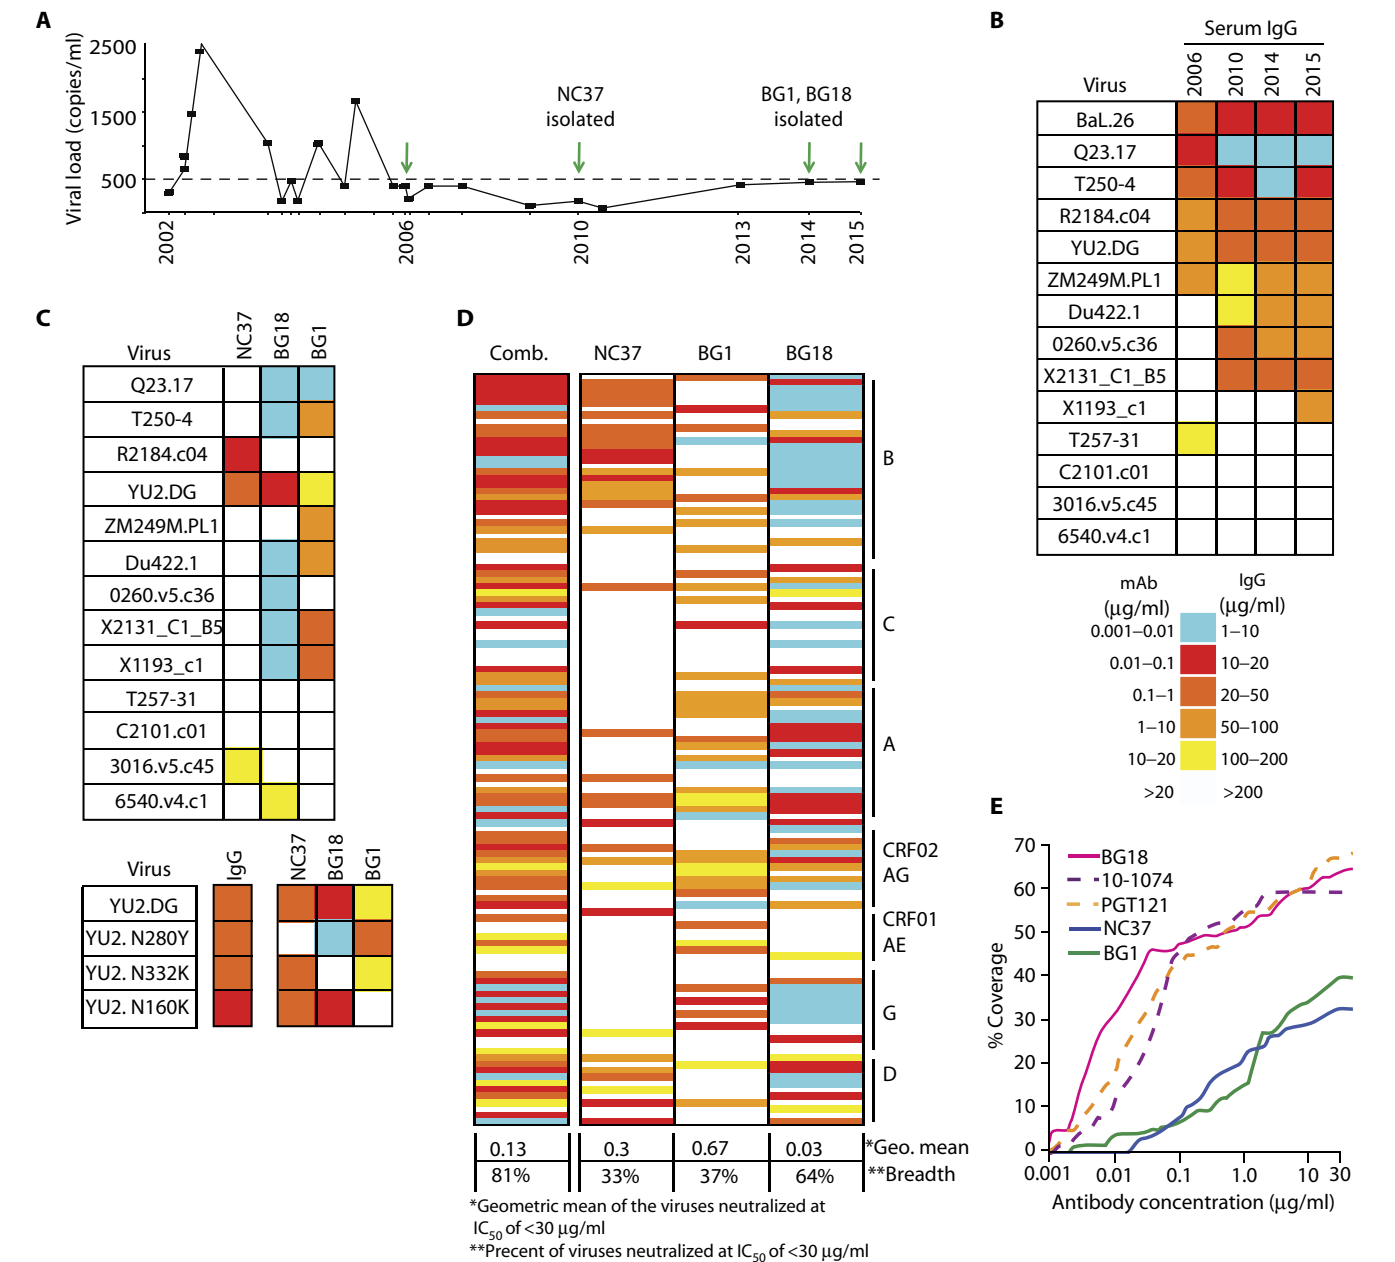 A
Viral load (copies/ml)
2500
1500
500
NC37
isolated
BG1, BG18
isolated
2002
2006
2010
2013
2014
2015
B
Serum IgG
Virus
2006
2010
2014
2015
BaL.26
Q23.17
T250-4
R2184.c04
YU2.DG
ZM249M.PL1
Du422.1
0260.v5.c36
X2131_C1_B5
X1193_c1
T257-31
C2101.c01
3016.v5.c45
6540.v4.c1
mAb
(µg/ml)
IgG
(µg/ml)
0.001–0.01
1–10
0.01–0.1
10–20
0.1–1
20–50
1–10
50–100
10–20
100–200
>20
>200
C
Virus
NC37
BG18
BG1
Q23.17
T250-4
R2184.c04
YU2.DG
ZM249M.PL1
Du422.1
0260.v5.c36
X2131_C1_B5
X1193_c1
T257-31
C2101.c01
3016.v5.c45
6540.v4.c1
Virus
IgG
NC37
BG18
BG1
YU2.DG
YU2. N280Y
YU2. N332K
YU2. N160K
D
Comb.
NC37
BG1
BG18
B
C
A
CRF02
AG
CRF01
AE
G
D
0.13
0.3
0.67
0.03
*Geo. mean
81%
33%
37%
64%
**Breadth
*Geometric mean of the viruses neutralized at
IC50 of <30 µg/ml
**Precent of viruses neutralized at IC50 of <30 µg/ml
E
% Coverage
70
60
50
40
30
20
10
0
BG18
10-1074
PGT121
NC37
BG1
0.001
0.01
0.1
1.0
10
30
Antibody concentration (µg/ml)